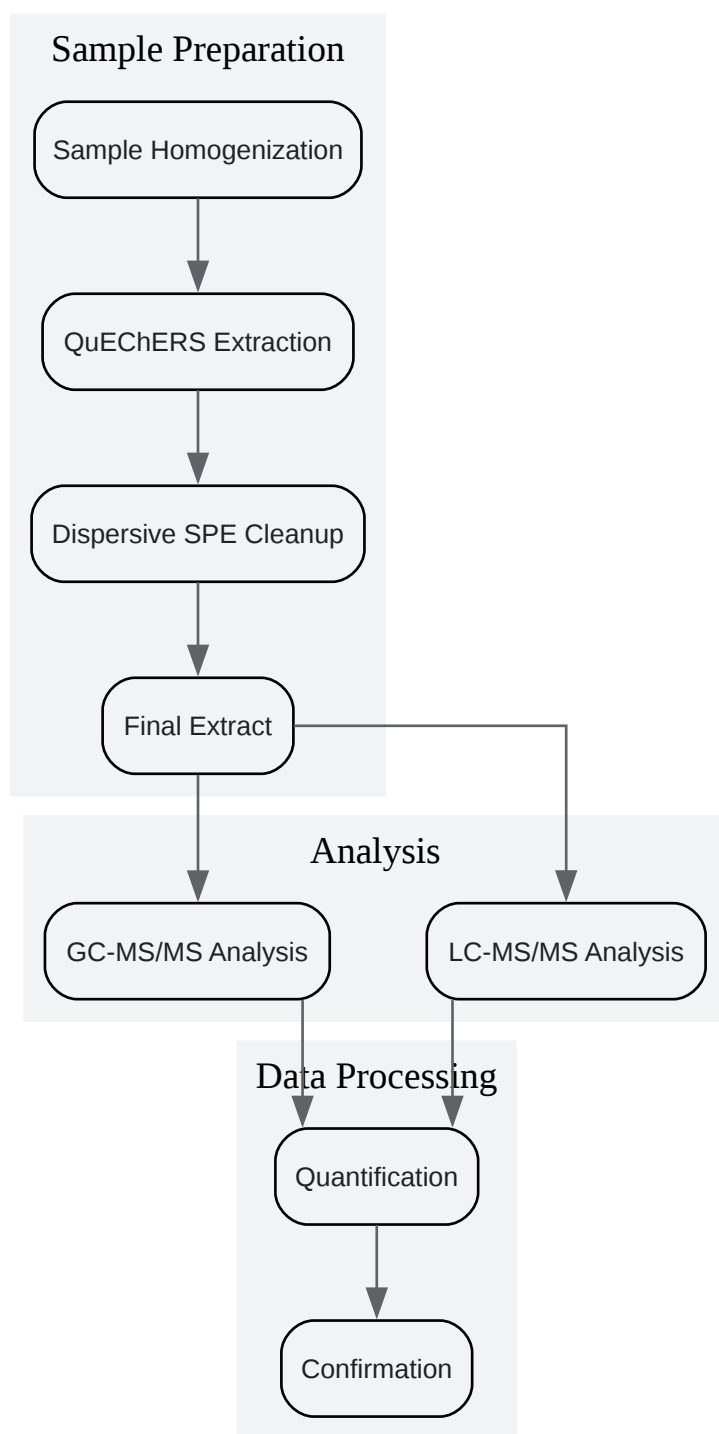 Sample Preparation
Sample Homogenization
QuEChERS Extraction
Dispersive SPE Cleanup
Final Extract
Analysis
GC-MS/MS Analysis
LC-MS/MS Analysis
Data Processing
Quantification
Confirmation